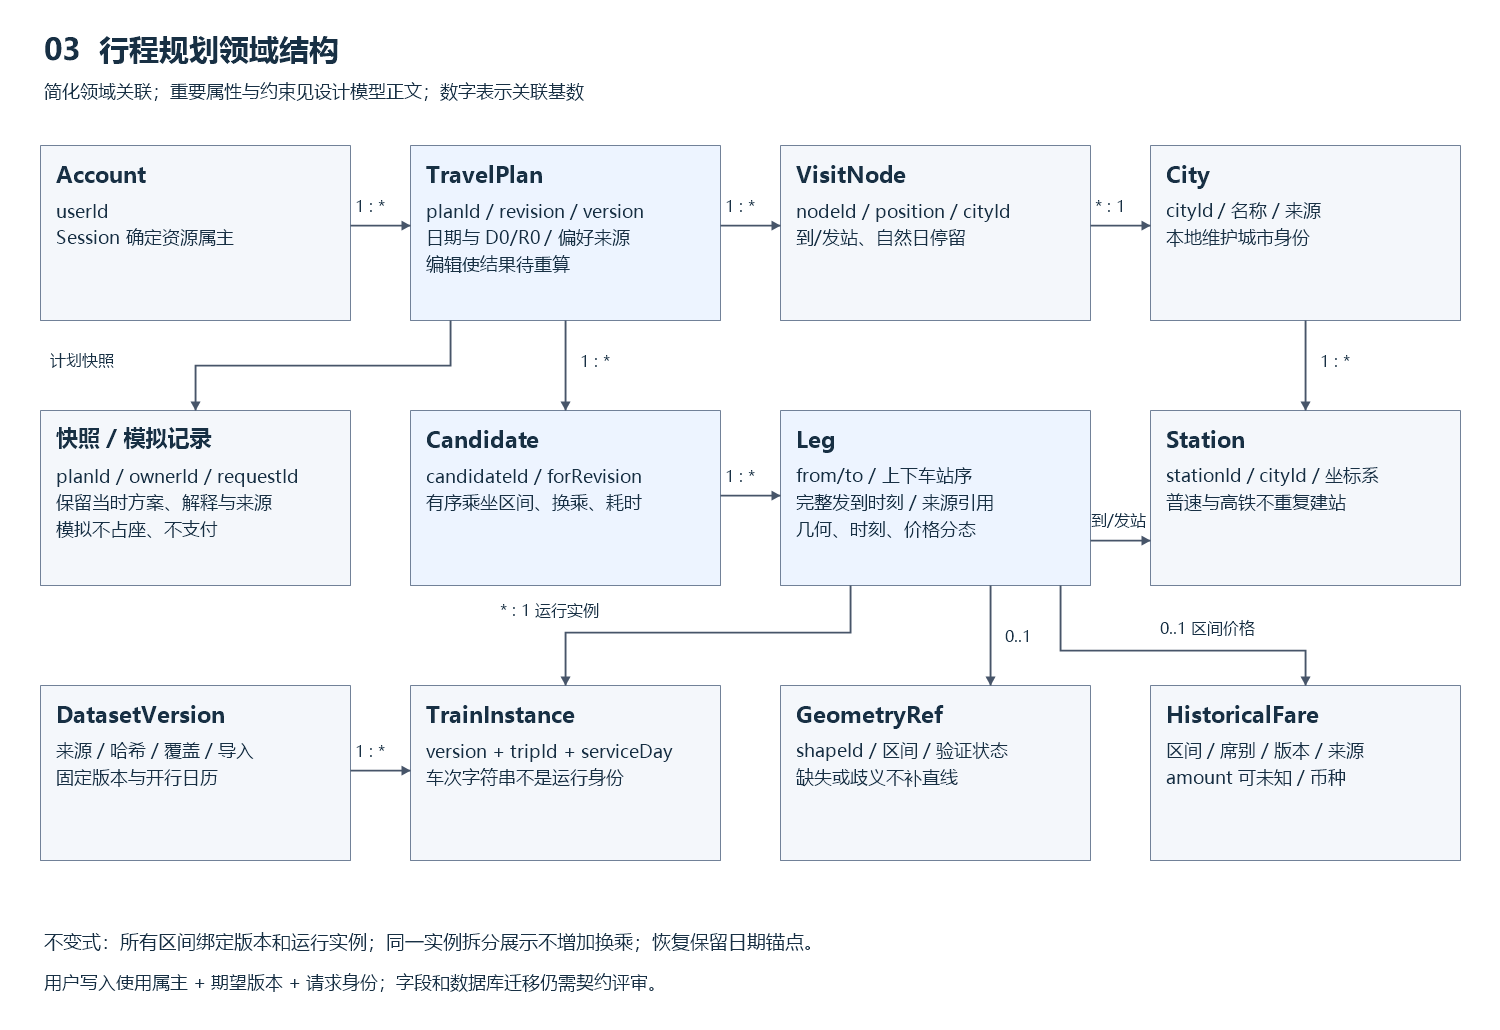 03 行程规划领域结构
简化领域关联；重要属性与约束见设计模型正文；数字表示关联基数
Account
userId
Session 确定资源属主
1 : *
TravelPlan
planId / revision / version
日期与 D0/R0 / 偏好来源
编辑使结果待重算
1 : *
VisitNode
nodeId / position / cityId
到/发站、自然日停留
* : 1
City
cityId / 名称 / 来源
本地维护城市身份
计划快照
1 : *
1 : *
快照 / 模拟记录
planId / ownerId / requestId
保留当时方案、解释与来源
模拟不占座、不支付
Candidate
candidateId / forRevision
有序乘坐区间、换乘、耗时
1 : *
Leg
from/to / 上下车站序
完整发到时刻 / 来源引用
几何、时刻、价格分态
到/发站
Station
stationId / cityId / 坐标系
普速与高铁不重复建站
* : 1 运行实例
0..1
0..1 区间价格
DatasetVersion
来源 / 哈希 / 覆盖 / 导入
固定版本与开行日历
1 : *
TrainInstance
version + tripId + serviceDay
车次字符串不是运行身份
GeometryRef
shapeId / 区间 / 验证状态
缺失或歧义不补直线
HistoricalFare
区间 / 席别 / 版本 / 来源
amount 可未知 / 币种
不变式：所有区间绑定版本和运行实例；同一实例拆分展示不增加换乘；恢复保留日期锚点。
用户写入使用属主 + 期望版本 + 请求身份；字段和数据库迁移仍需契约评审。